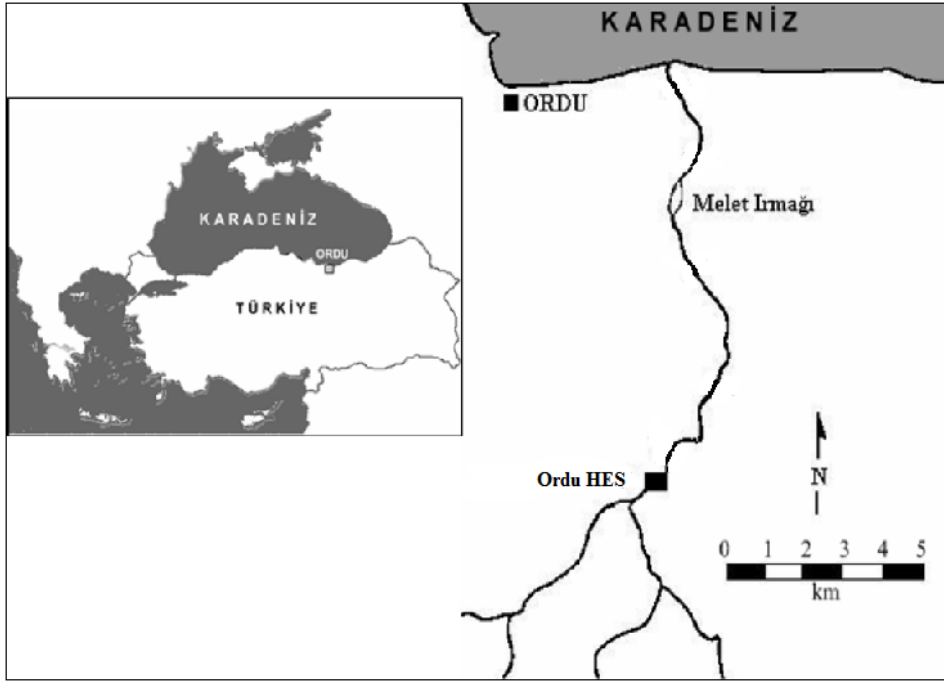 KARADENİZ
ORDU
Melet Irmağı
KARADENİZ
ORDU
TÜRKİYE
Ordu HES
N
0 1 2 3 4 5
km